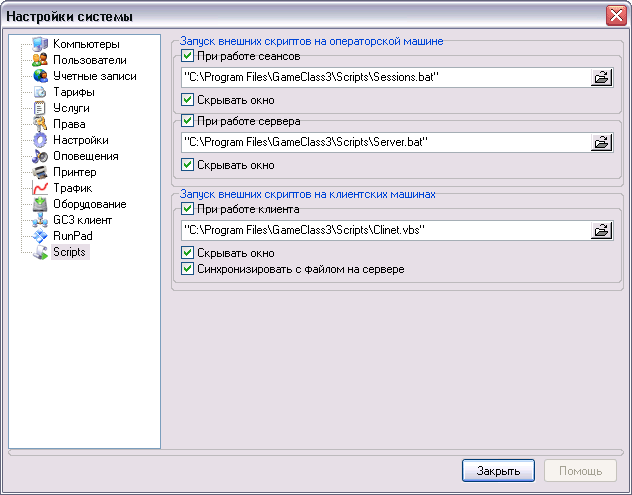 Настройки системы
Компьютеры
Пользователи
Учетные записи
Тарифы
Услуги
Права
Настройки
Оповещения
Принтер
Трафик
Оборудование
GC3 клиент
RunPad
Scripts
Запуск внешних скриптов на операторской машине
При работе сеансов
"C:\Program Files\GameClass3\Scripts\Sessions.bat"
Скрывать окно
При работе сервера
"C:\Program Files\GameClass3\Scripts\Server.bat"
Скрывать окно
Запуск внешних скриптов на клиентских машинах
При работе клиента
"C:\Program Files\GameClass3\Scripts\Clinet.vbs"
Скрывать окно
Синхронизировать с файлом на сервере
Закрыть
Помощь